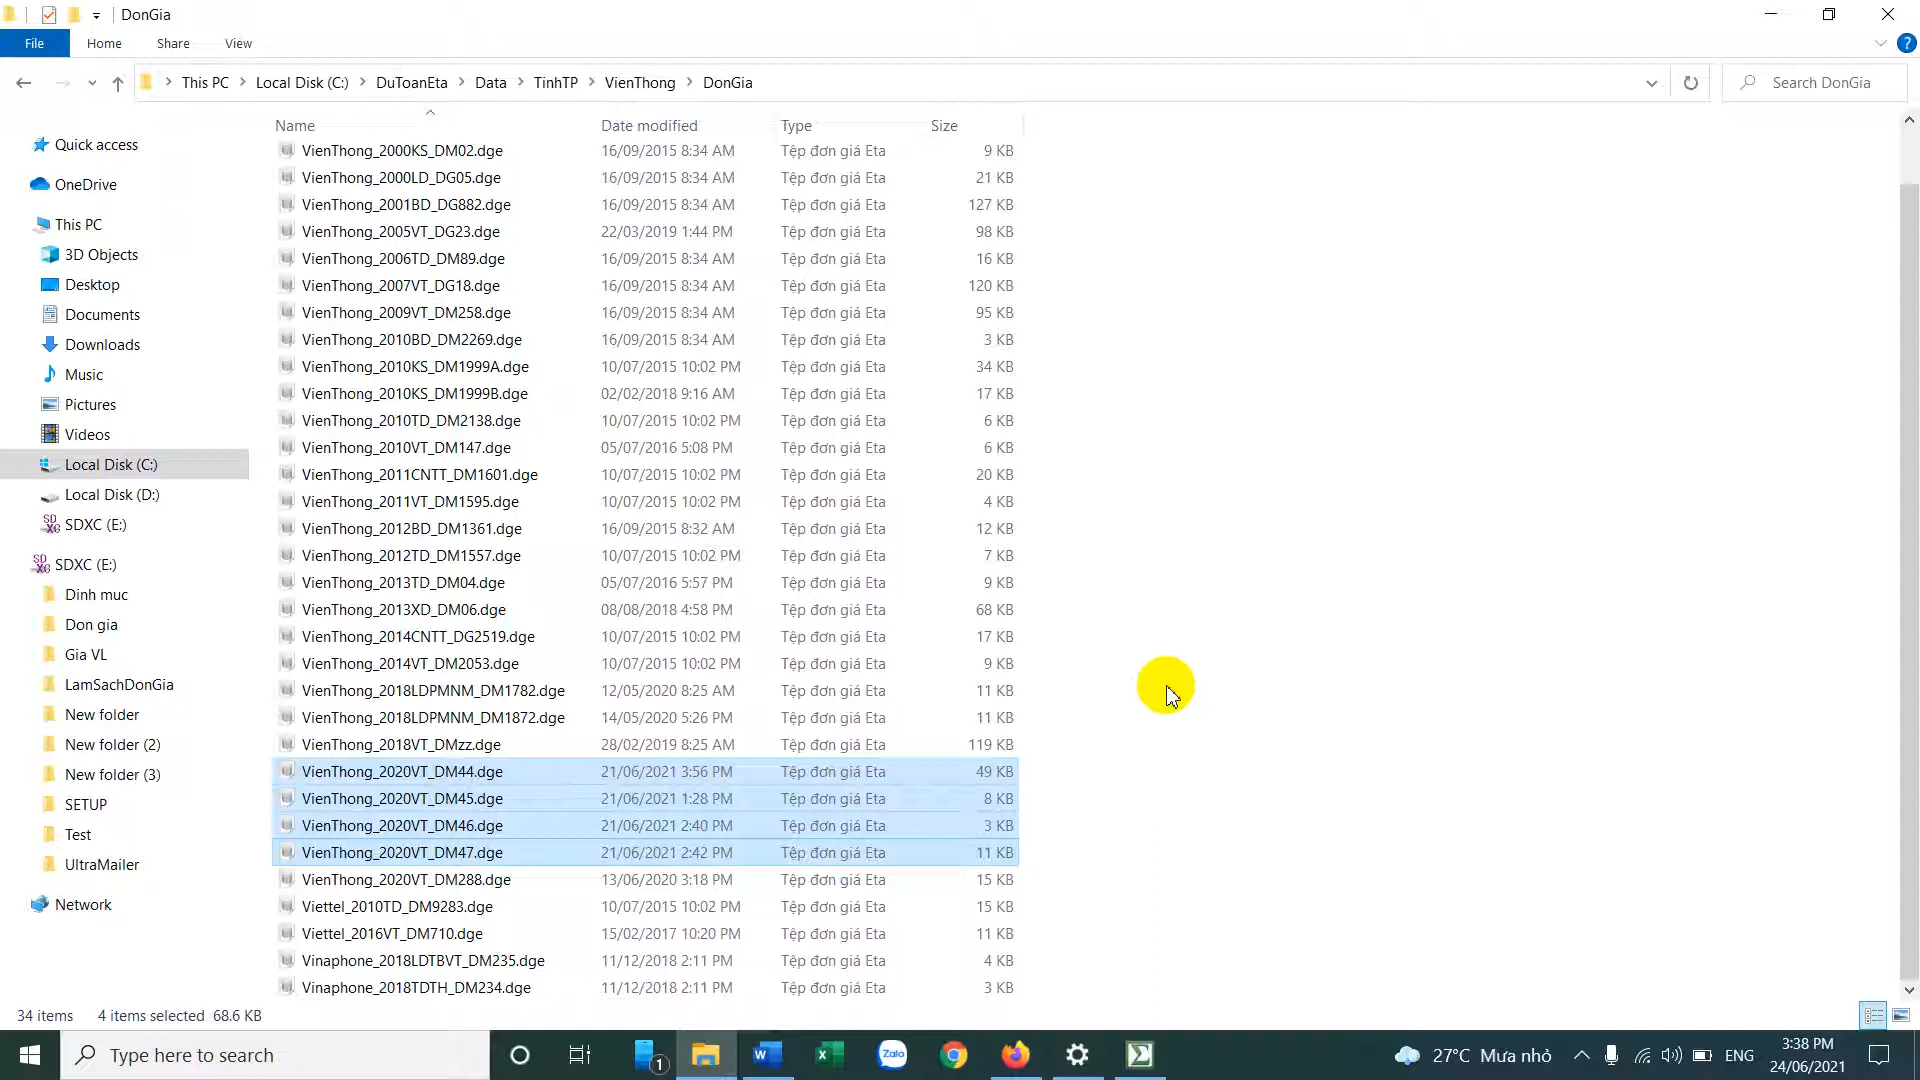 DonGia
File Home Share View
This PC Local Disk (C:) DuToanEta Data TinhTP VienThong DonGia
Search DonGia
Quick access
OneDrive
This PC
3D Objects
Desktop
Documents
Downloads
Music
Pictures
Videos
Local Disk (C:)
Local Disk (D:)
SDXC (E:)
SDXC (E:)
Dinh muc
Don gia
Gia VL
LamSachDonGia
New folder
New folder (2)
New folder (3)
SETUP
Test
UltraMailer
Network
Name Date modified Type Size
VienThong_2000KS_DM02.dge 16/09/2015 8:34 AM Tệp đơn giá Eta 9 KB
VienThong_2000LD_DG05.dge 16/09/2015 8:34 AM Tệp đơn giá Eta 21 KB
VienThong_2001BD_DG882.dge 16/09/2015 8:34 AM Tệp đơn giá Eta 127 KB
VienThong_2005VT_DG23.dge 22/03/2019 1:44 PM Tệp đơn giá Eta 98 KB
VienThong_2006TD_DM89.dge 16/09/2015 8:34 AM Tệp đơn giá Eta 16 KB
VienThong_2007VT_DG18.dge 16/09/2015 8:34 AM Tệp đơn giá Eta 120 KB
VienThong_2009VT_DM258.dge 16/09/2015 8:34 AM Tệp đơn giá Eta 95 KB
VienThong_2010BD_DM2269.dge 16/09/2015 8:34 AM Tệp đơn giá Eta 3 KB
VienThong_2010KS_DM1999A.dge 10/07/2015 10:02 PM Tệp đơn giá Eta 34 KB
VienThong_2010KS_DM1999B.dge 02/02/2018 9:16 AM Tệp đơn giá Eta 17 KB
VienThong_2010TD_DM2138.dge 10/07/2015 10:02 PM Tệp đơn giá Eta 6 KB
VienThong_2010VT_DM147.dge 05/07/2016 5:08 PM Tệp đơn giá Eta 6 KB
VienThong_2011CNTT_DM1601.dge 10/07/2015 10:02 PM Tệp đơn giá Eta 20 KB
VienThong_2011VT_DM1595.dge 10/07/2015 10:02 PM Tệp đơn giá Eta 4 KB
VienThong_2012BD_DM1361.dge 16/09/2015 8:32 AM Tệp đơn giá Eta 12 KB
VienThong_2012TD_DM1557.dge 10/07/2015 10:02 PM Tệp đơn giá Eta 7 KB
VienThong_2013TD_DM04.dge 05/07/2016 5:57 PM Tệp đơn giá Eta 9 KB
VienThong_2013XD_DM06.dge 08/08/2018 4:58 PM Tệp đơn giá Eta 68 KB
VienThong_2014CNTT_DG2519.dge 10/07/2015 10:02 PM Tệp đơn giá Eta 17 KB
VienThong_2014VT_DM2053.dge 10/07/2015 10:02 PM Tệp đơn giá Eta 9 KB
VienThong_2018LDPMNM_DM1782.dge 12/05/2020 8:25 AM Tệp đơn giá Eta 11 KB
VienThong_2018LDPMNM_DM1872.dge 14/05/2020 5:26 PM Tệp đơn giá Eta 11 KB
VienThong_2018VT_DMzz.dge 28/02/2019 8:25 AM Tệp đơn giá Eta 119 KB
VienThong_2020VT_DM44.dge 21/06/2021 3:56 PM Tệp đơn giá Eta 49 KB
VienThong_2020VT_DM45.dge 21/06/2021 1:28 PM Tệp đơn giá Eta 8 KB
VienThong_2020VT_DM46.dge 21/06/2021 2:40 PM Tệp đơn giá Eta 3 KB
VienThong_2020VT_DM47.dge 21/06/2021 2:42 PM Tệp đơn giá Eta 11 KB
VienThong_2020VT_DM288.dge 13/06/2020 3:18 PM Tệp đơn giá Eta 15 KB
Viettel_2010TD_DM9283.dge 10/07/2015 10:02 PM Tệp đơn giá Eta 15 KB
Viettel_2016VT_DM710.dge 15/02/2017 10:20 PM Tệp đơn giá Eta 11 KB
Vinaphone_2018LDTBVT_DM235.dge 11/12/2018 2:11 PM Tệp đơn giá Eta 4 KB
Vinaphone_2018TDTH_DM234.dge 11/12/2018 2:11 PM Tệp đơn giá Eta 3 KB
34 items 4 items selected 68.6 KB
Type here to search
1
Zalo
27°C Mưa nhỏ
ENG
3:38 PM
24/06/2021